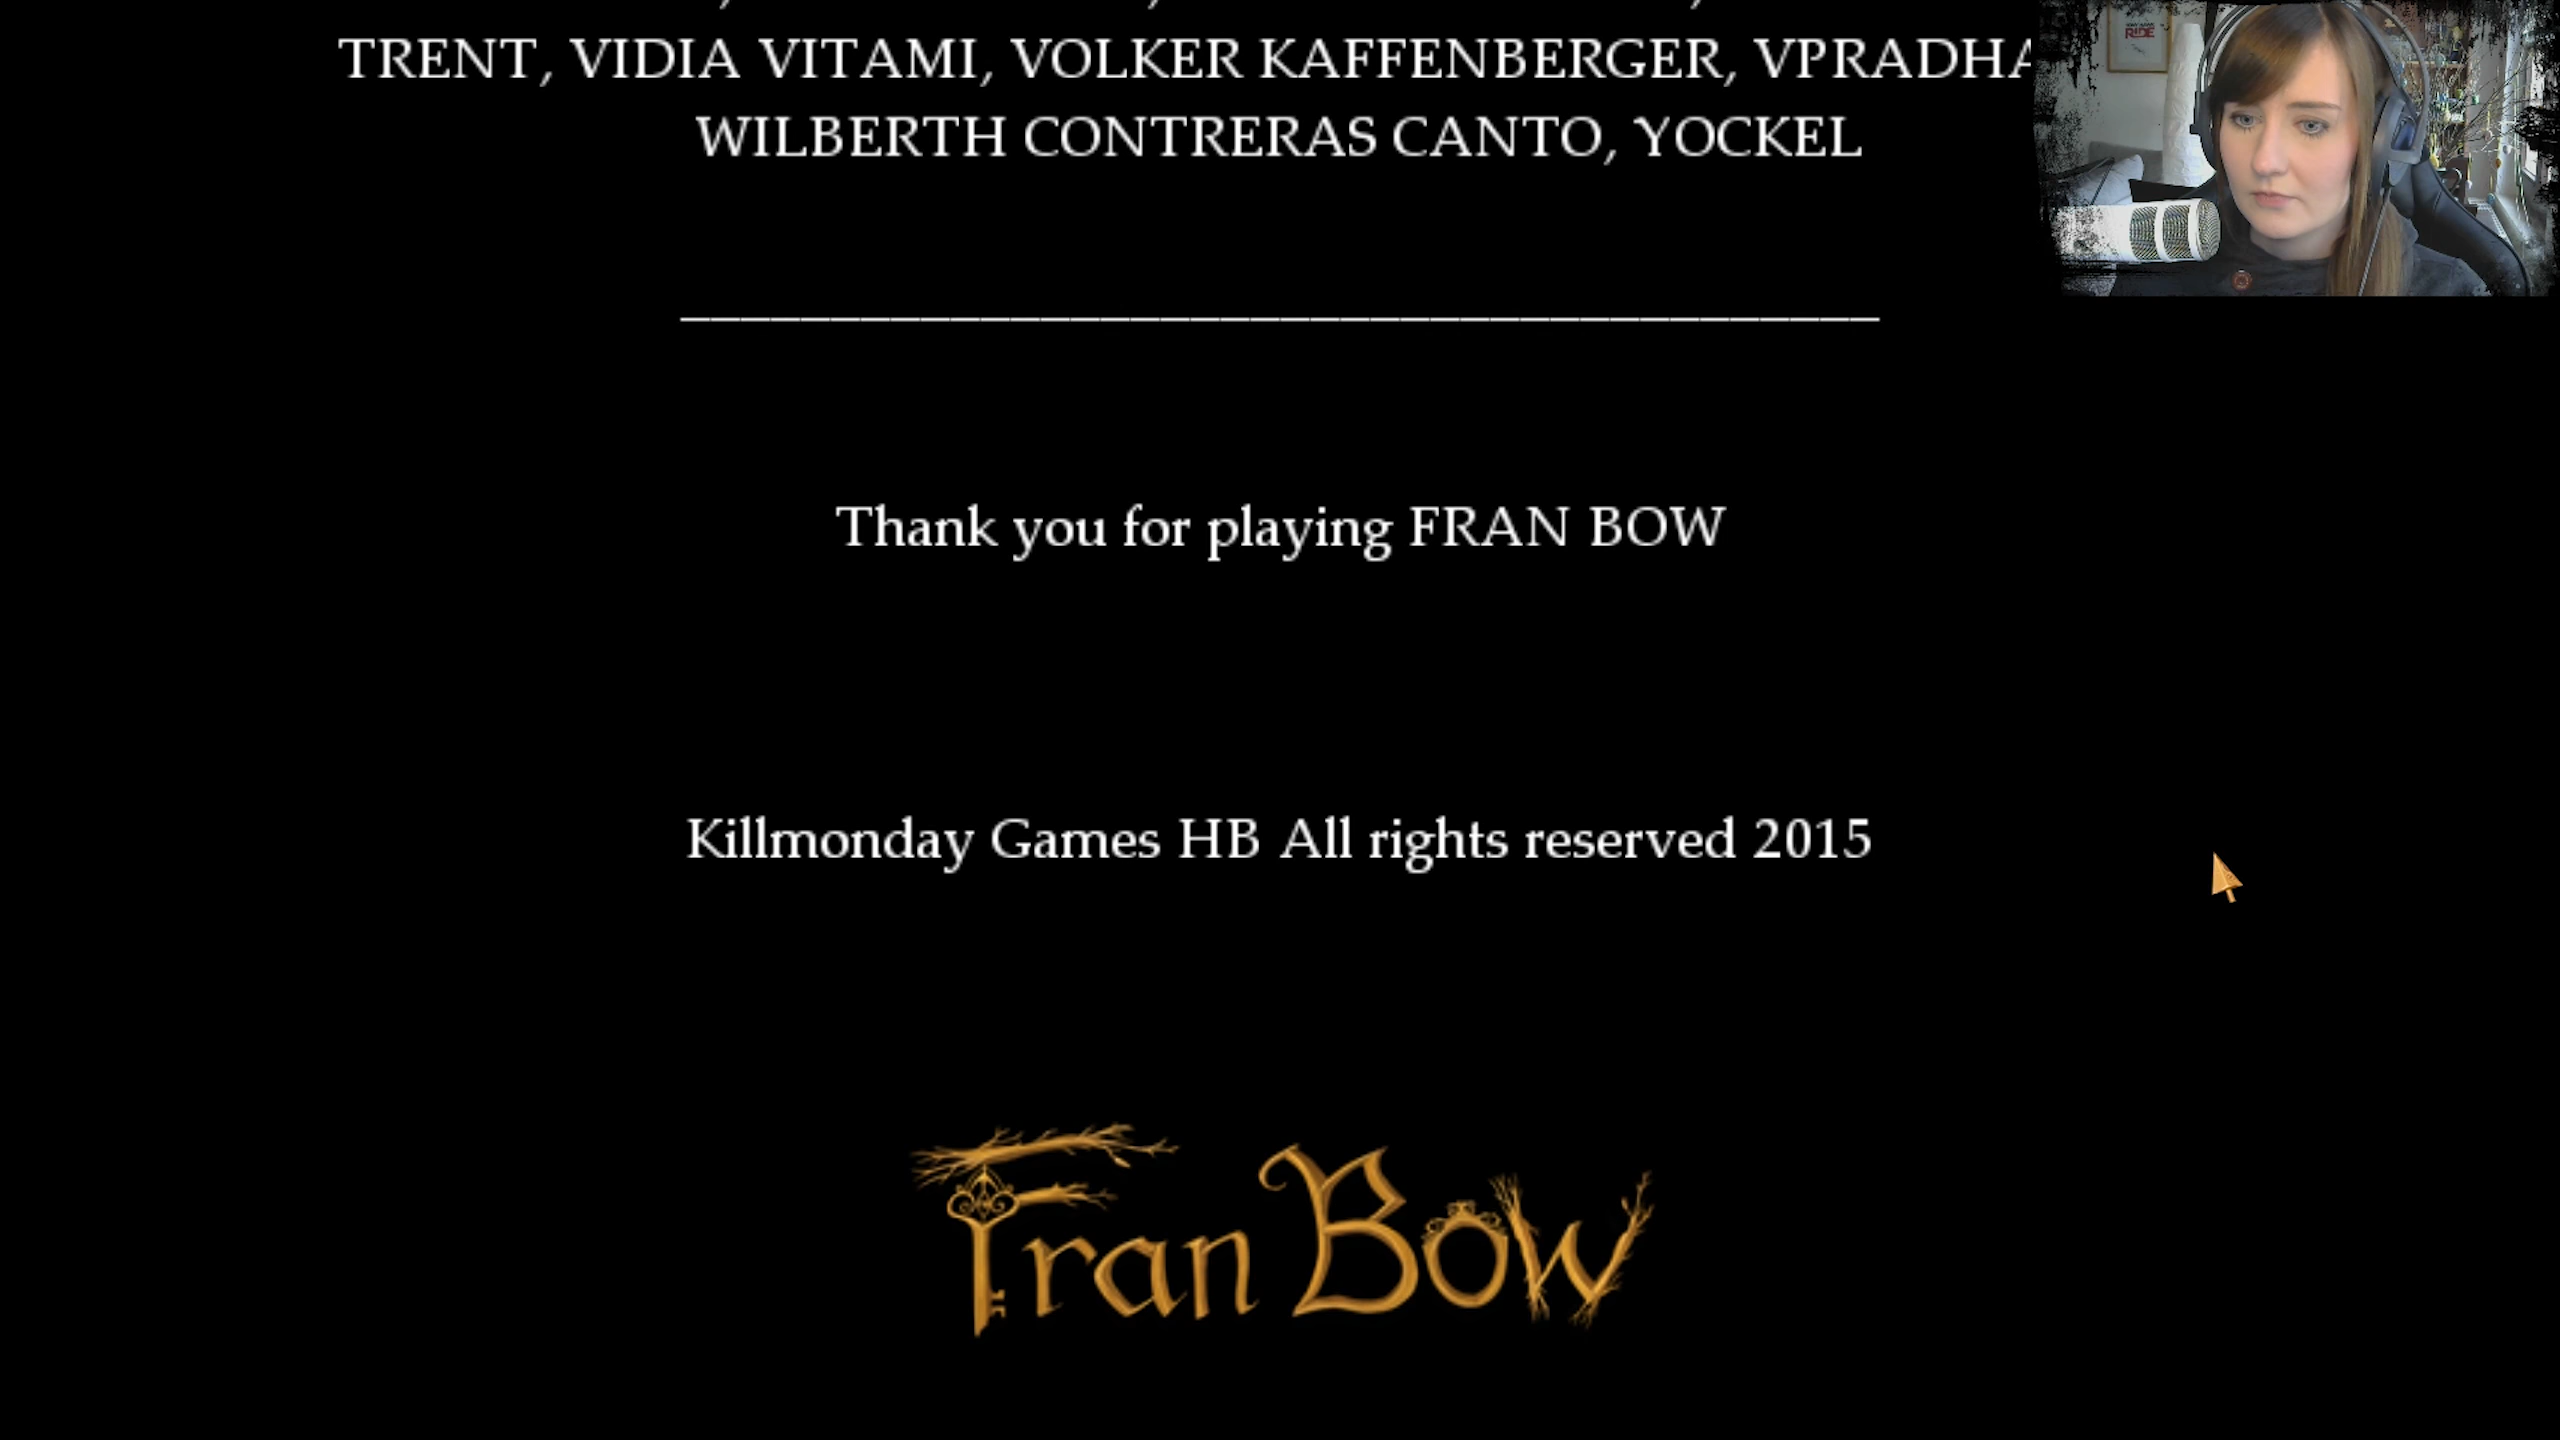 TRENT, VIDIA VITAMI, VOLKER KAFFENBERGER, VPRADHA
WILBERTH CONTRERAS CANTO, YOCKEL
Thank you for playing FRAN BOW
Killmonday Games HB All rights reserved 2015
Fran Bow
RIDE